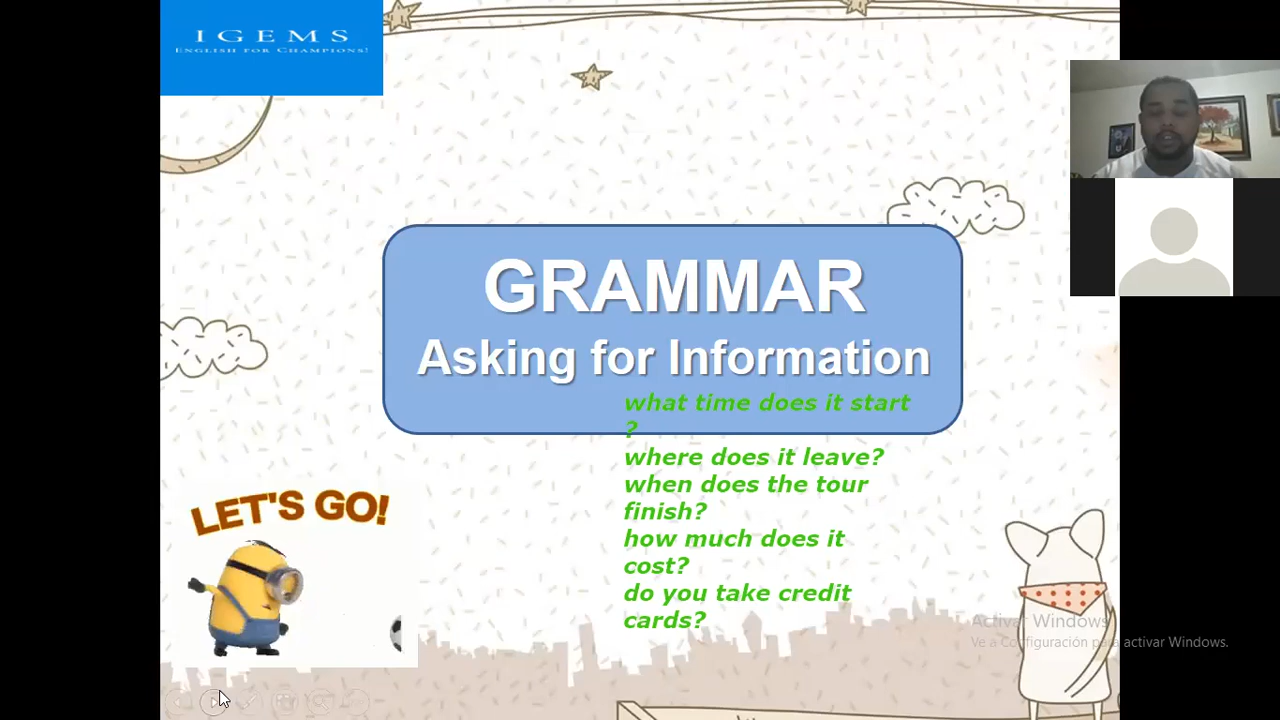 I G E M S
ENGLISH FOR CHAMPIONS!
GRAMMAR
Asking for Information
what time does it start
?
where does it leave?
when does the tour
finish?
how much does it
cost?
do you take credit
cards?
LET'S GO!
Activar Windows
Ve a Configuración para activar Windows.